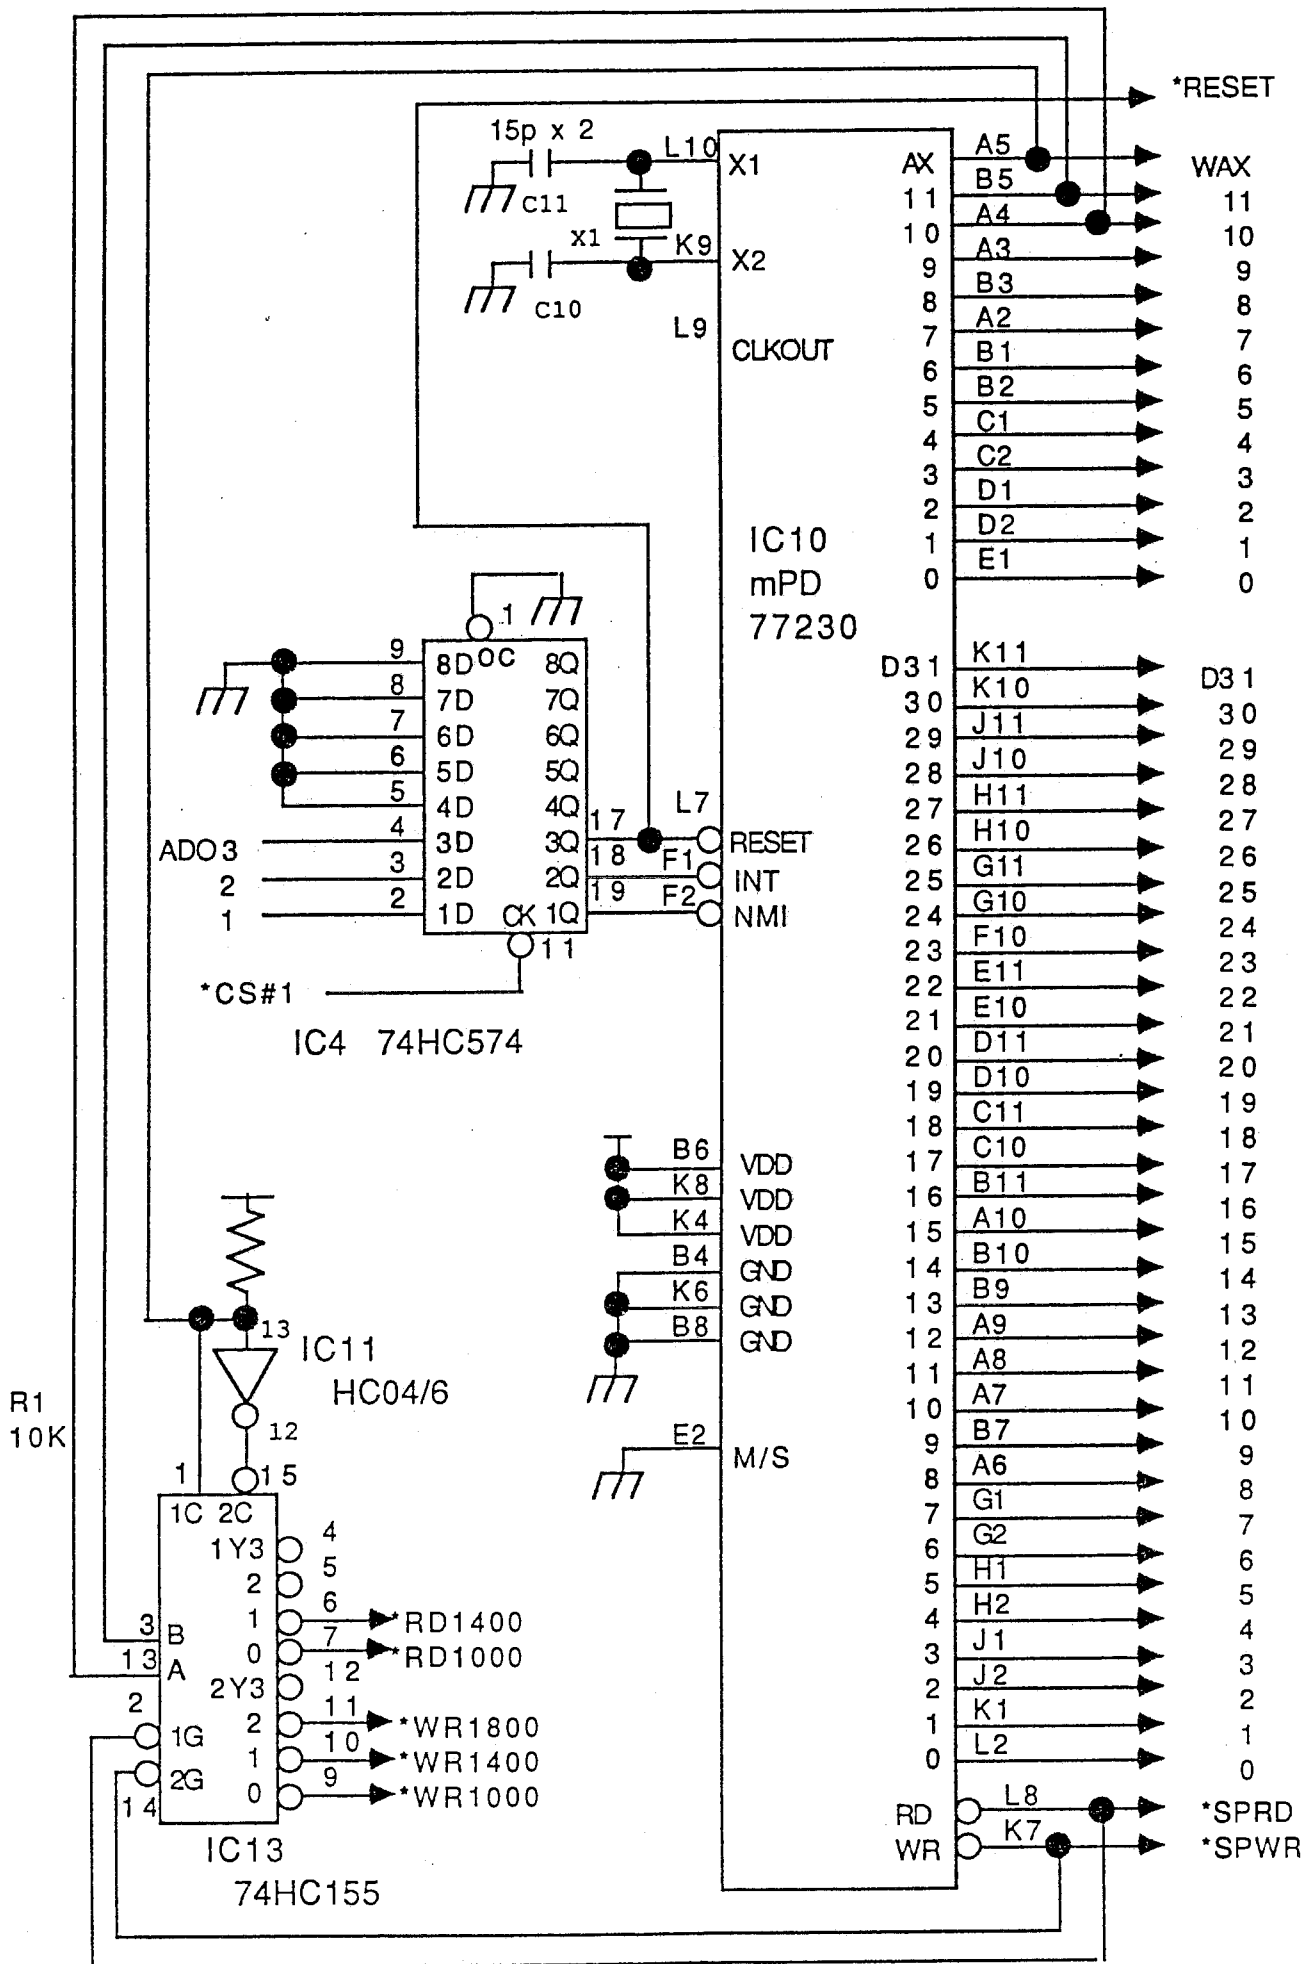 *RESET
15p x 2
C11
X1
C10
L10
K9
L9
X1
X2
CLKOUT
IC10
mPD
77230
AX A5 WAX
11 B5 11
10 A4 10
9 A3 9
8 B3 8
7 A2 7
6 B1 6
5 B2 5
4 C1 4
3 C2 3
2 D1 2
1 D2 1
0 E1 0
1
OC
9 8D 8Q
8 7D 7Q
7 6D 6Q
6 5D 5Q
5 4D 4Q
ADO3 4 3D 3Q 17 L7 RESET
2 3 2D 2Q 18 F1 INT
1 2 1D CK 1Q 19 F2 NMI
11
*CS#1
IC4 74HC574
D31 K11 D31
30 K10 30
29 J11 29
28 J10 28
27 H11 27
26 H10 26
25 G11 25
24 G10 24
23 F10 23
22 E11 22
21 E10 21
20 D11 20
19 D10 19
18 C11 18
17 C10 17
16 B11 16
15 A10 15
14 B10 14
13 B9 13
12 A9 12
11 A8 11
10 A7 10
9 B7 9
8 A6 8
7 G1 7
6 G2 6
5 H1 5
4 H2 4
3 J1 3
2 J2 2
1 K1 1
0 L2 0
RD L8 *SPRD
WR K7 *SPWR
B6 VDD
K8 VDD
K4 VDD
B4 GND
K6 GND
B8 GND
E2 M/S
R1
10K
13
IC11
HC04/6
12
1 15
1C 2C
1Y3 4
2 5
1 6 *RD1400
0 7 *RD1000
2Y3 12
2 11 *WR1800
1 10 *WR1400
0 9 *WR1000
3 B
13 A
2 1G
2G
14
IC13
74HC155